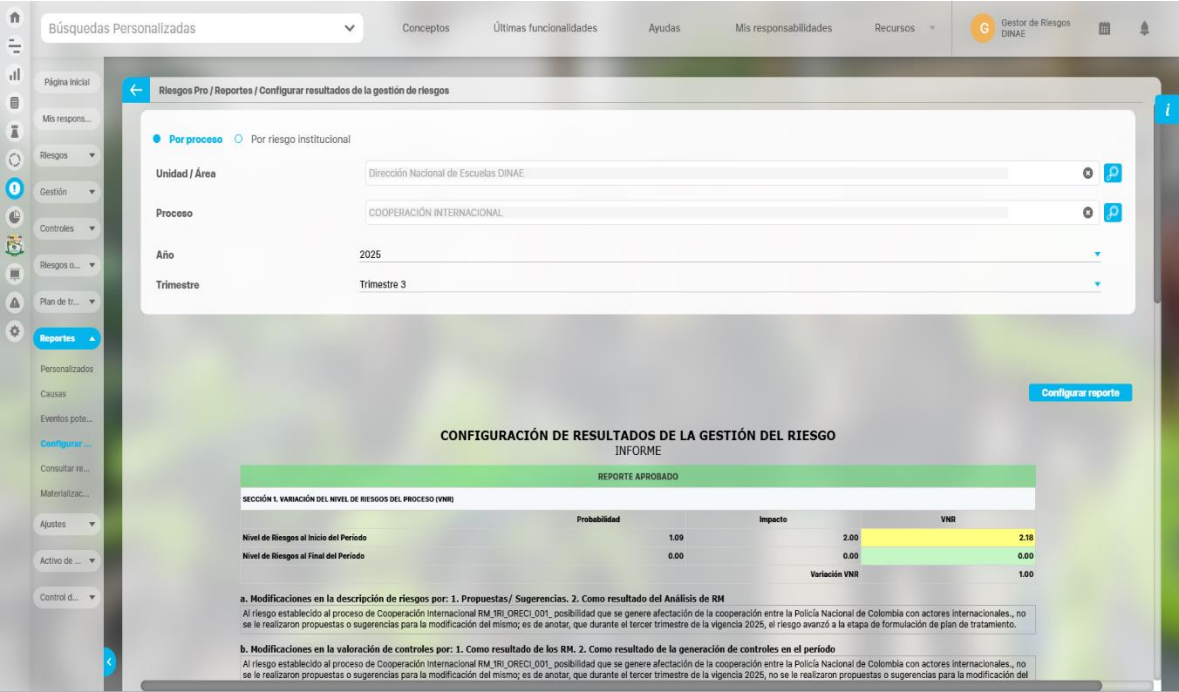 Búsquedas Personalizadas
Conceptos
Últimas funcionalidades
Ayudas
Mis responsabilidades
Recursos
G
Gestor de Riesgos
DINAE
Página Inicial
Mis respons...
Riesgos
Gestión
Controles
Riesgos o...
Plan de tr...
Reportes
Personalizados
Causas
Eventos pote...
Configurar ...
Consultar re...
Materializac...
Ajustes
Activo de ...
Control d...
Riesgos Pro / Reportes / Configurar resultados de la gestión de riesgos
i
Por proceso Por riesgo institucional
Unidad / Área Dirección Nacional de Escuelas DINAE
Proceso COOPERACIÓN INTERNACIONAL
Año 2025
Trimestre Trimestre 3
Configurar reporte
CONFIGURACIÓN DE RESULTADOS DE LA GESTIÓN DEL RIESGO
INFORME
REPORTE APROBADO
SECCIÓN 1. VARIACIÓN DEL NIVEL DE RIESGOS DEL PROCESO (VNR)
Probabilidad Impacto VNR
Nivel de Riesgos al Inicio del Período 1.09 2.00 2.18
Nivel de Riesgos al Final del Período 0.00 0.00 0.00
Variación VNR 1.00
a. Modificaciones en la descripción de riesgos por: 1. Propuestas/ Sugerencias. 2. Como resultado del Análisis de RM
Al riesgo establecido al proceso de Cooperación Internacional RM_1RI_ORECI_001_ posibilidad que se genere afectación de la cooperación entre la Policía Nacional de Colombia con actores internacionales., no
se le realizaron propuestas o sugerencias para la modificación del mismo; es de anotar, que durante el tercer trimestre de la vigencia 2025, el riesgo avanzó a la etapa de formulación de plan de tratamiento.
b. Modificaciones en la valoración de controles por: 1. Como resultado de los RM. 2. Como resultado de la generación de controles en el período
Al riesgo establecido al proceso de Cooperación Internacional RM_1RI_ORECI_001_ posibilidad que se genere afectación de la cooperación entre la Policía Nacional de Colombia con actores internacionales., no
se le realizaron propuestas o sugerencias para la modificación del mismo; es de anotar, que durante el tercer trimestre de la vigencia 2025, no se le realizaron propuestas o sugerencias para la modificación del